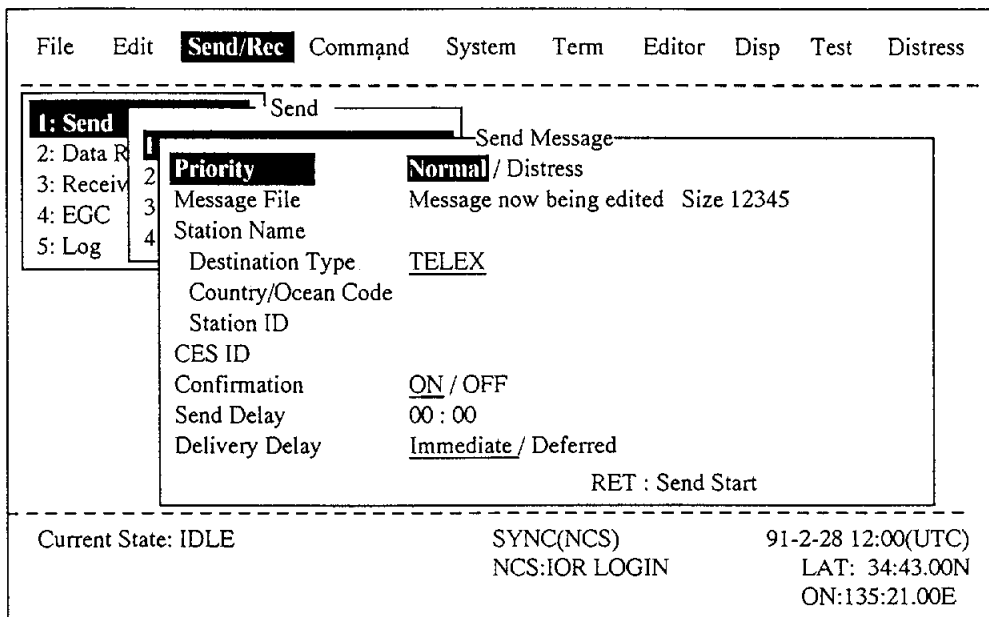 File Edit Send/Rec Command System Term Editor Disp Test Distress
Send
1: Send
Send Message
2: Data R
Priority Normal / Distress
2
3: Receiv
Message File Message now being edited Size 12345
3
4: EGC
Station Name
4
5: Log
Destination Type TELEX
Country/Ocean Code
Station ID
CES ID
Confirmation ON / OFF
Send Delay 00 : 00
Delivery Delay Immediate / Deferred
RET : Send Start
Current State: IDLE SYNC(NCS) 91-2-28 12:00(UTC)
NCS:IOR LOGIN LAT: 34:43.00N
ON:135:21.00E